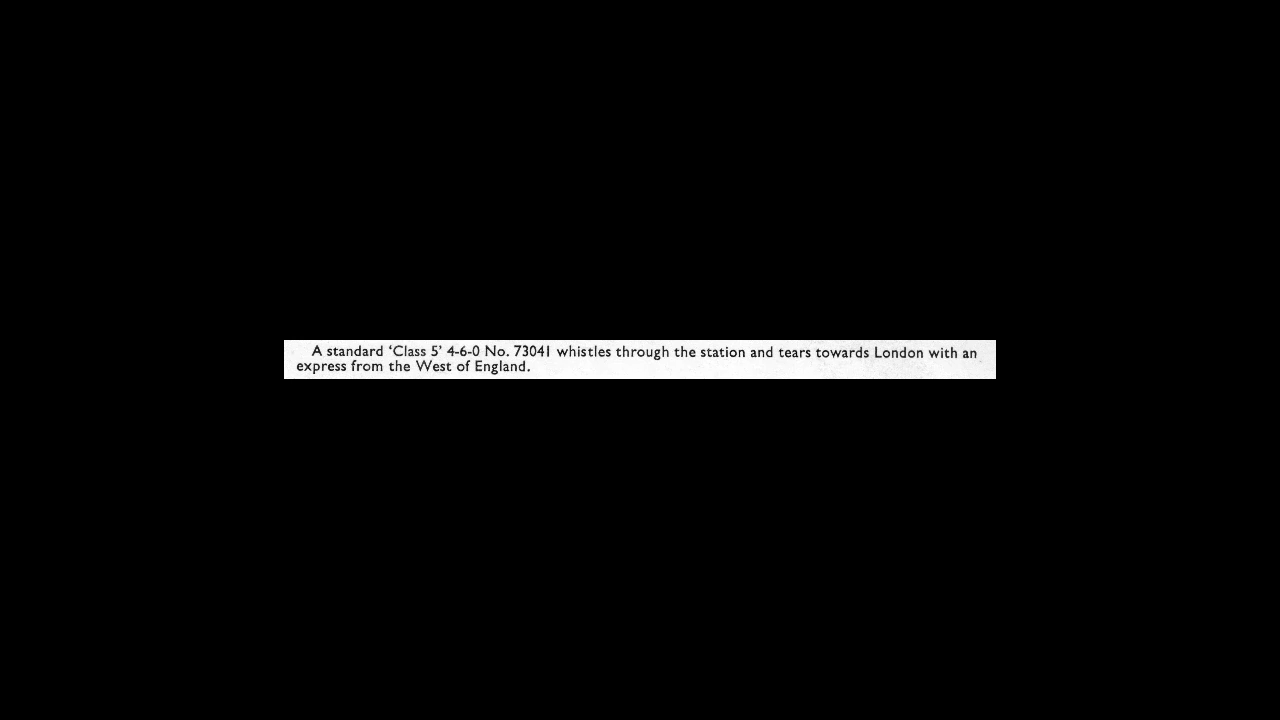 A standard ‘Class 5’ 4-6-0 No. 73041 whistles through the station and tears towards London with an
express from the West of England.